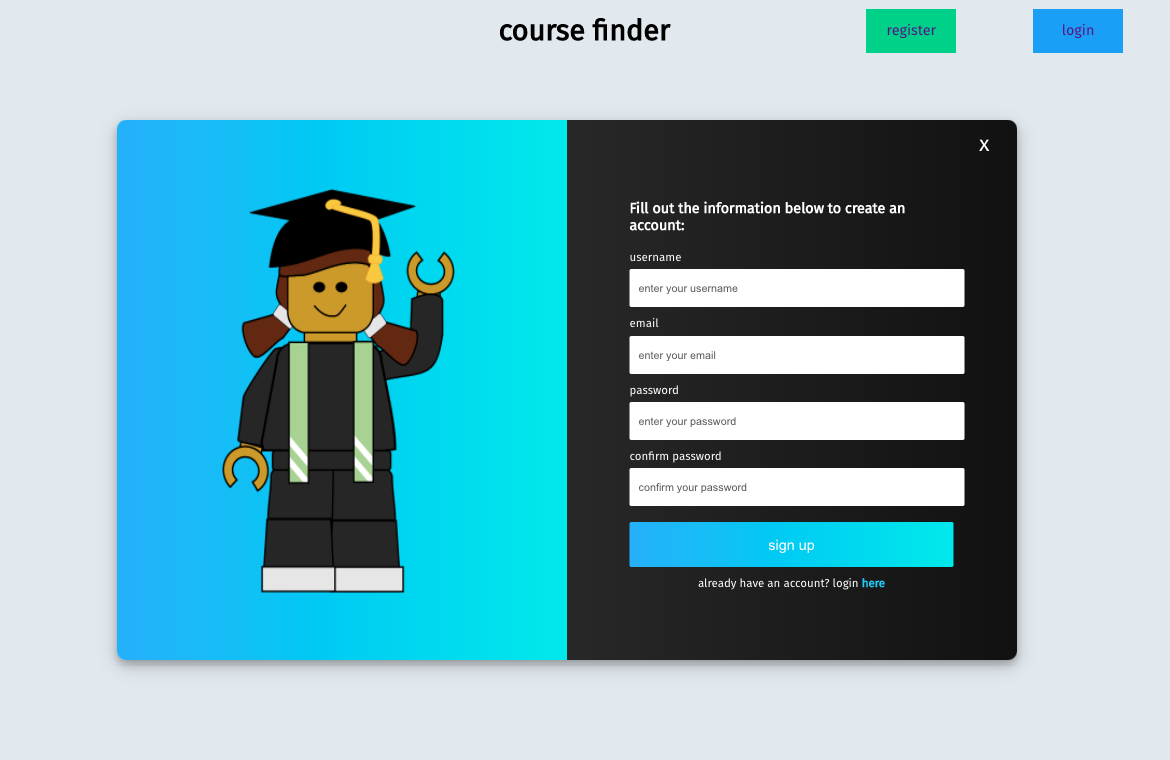 course finder
register
login
X
Fill out the information below to create an
account:
username
enter your username
email
enter your email
password
enter your password
confirm password
confirm your password
sign up
already have an account? login here